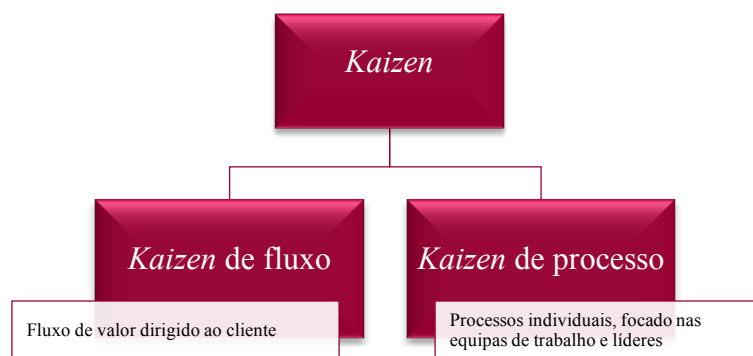 Kaizen
Kaizen de fluxo
Kaizen de processo
Fluxo de valor dirigido ao cliente
Processos individuais, focado nas
equipas de trabalho e líderes